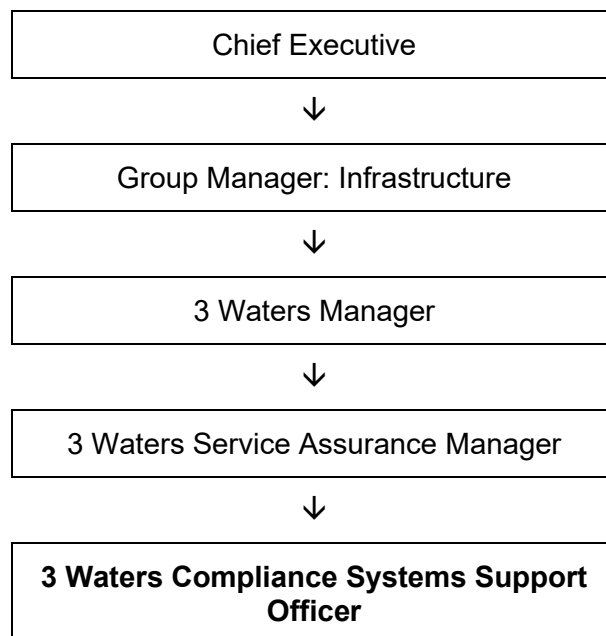 Chief Executive
↓
Group Manager: Infrastructure
↓
3 Waters Manager
↓
3 Waters Service Assurance Manager
↓
3 Waters Compliance Systems Support
Officer